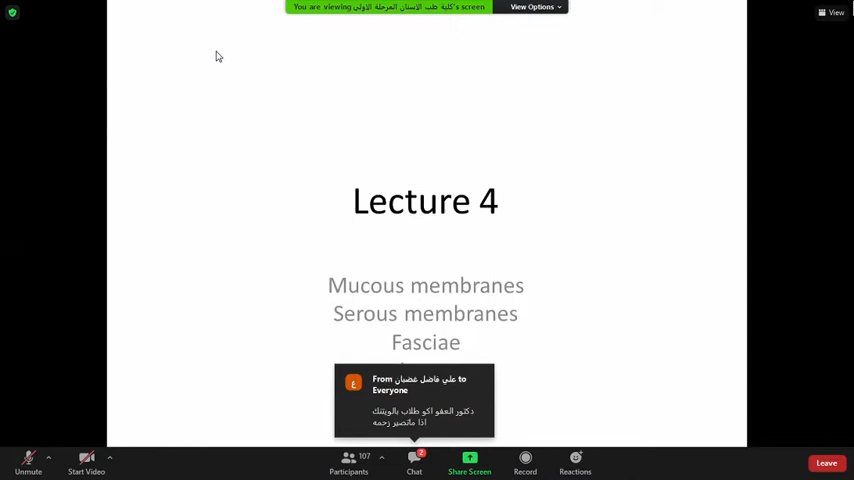 You are viewing كلية طب الاسنان المرحلة الاولى's screen
View Options
View
Lecture 4
Mucous membranes
Serous membranes
Fasciae
From علي فاضل غضبان to
Everyone
ع
دكتور العفو اكو طلاب بالويتنك
اذا ماتصير زحمه
Unmute
Start Video
107
Participants
2
Chat
Share Screen
Record
Reactions
Leave